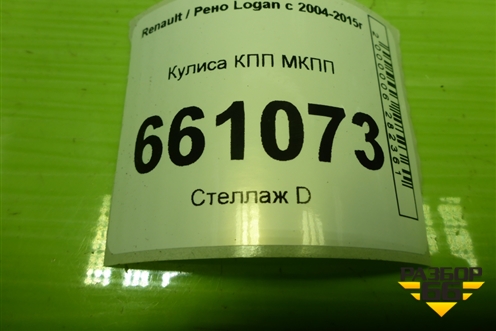 Renault / Рено Logan с 2004-2015г
Кулиса КПП МКПП
661073
Стеллаж D
РАЗБОР